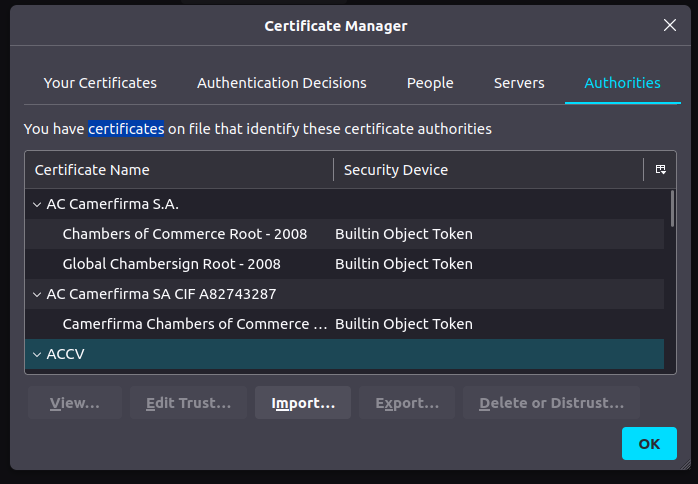 Certificate Manager
Your Certificates Authentication Decisions People Servers Authorities
You have certificates on file that identify these certificate authorities
Certificate Name Security Device
AC Camerfirma S.A.
Chambers of Commerce Root - 2008 Builtin Object Token
Global Chambersign Root - 2008 Builtin Object Token
AC Camerfirma SA CIF A82743287
Camerfirma Chambers of Commerce … Builtin Object Token
ACCV
View… Edit Trust… Import… Export… Delete or Distrust…
OK